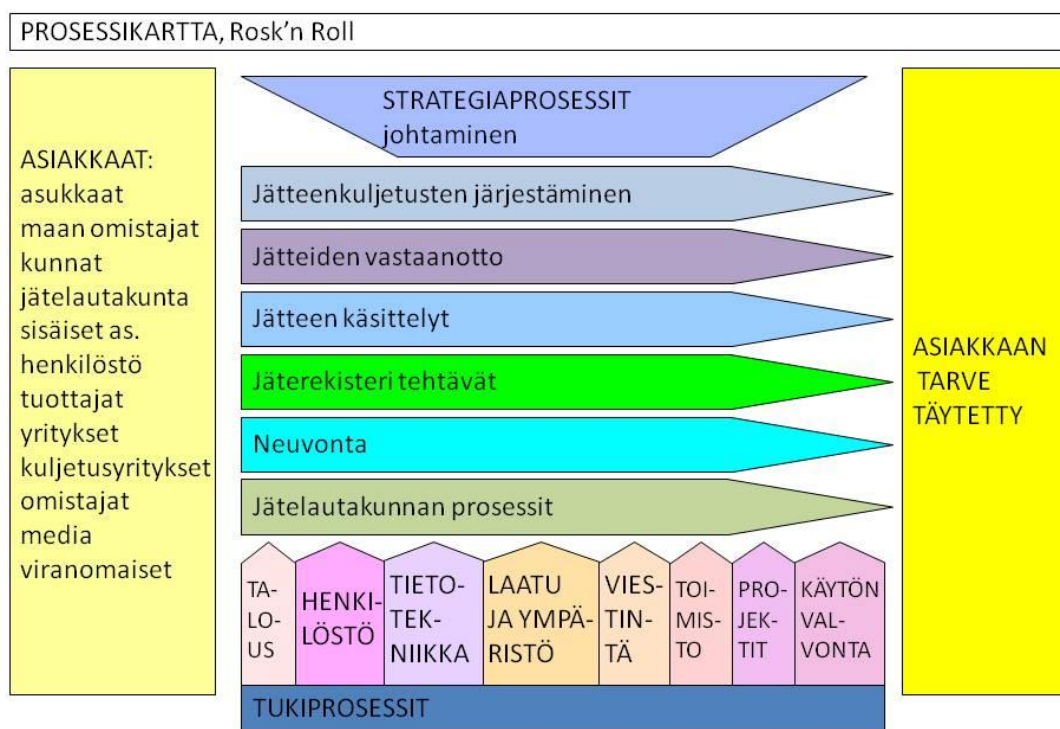 PROSESSIKARTTA, Rosk’n Roll
ASIAKKAAT:
asukkaat
maan omistajat
kunnat
jätelautakunta
sisäiset as.
henkilöstö
tuottajat
yritykset
kuljetusyritykset
omistajat
media
viranomaiset
STRATEGIAPROSESSIT
johtaminen
Jätteenkuljetusten järjestäminen
Jätteiden vastaanotto
Jätteen käsittelyt
Jäterekisteri tehtävät
Neuvonta
Jätelautakunnan prosessit
TA-
LO-
US
HENKI-
LÖSTÖ
TIETO-
TEK-
NIIKKA
LAATU
JA YMPÄ-
RISTÖ
VIES-
TIN-
TÄ
TOI-
MIS-
TO
PRO-
JEK-
TIT
KÄYTÖN
VAL-
VONTA
TUKIPROSESSIT
ASIAKKAAN
TARVE
TÄYTETTY